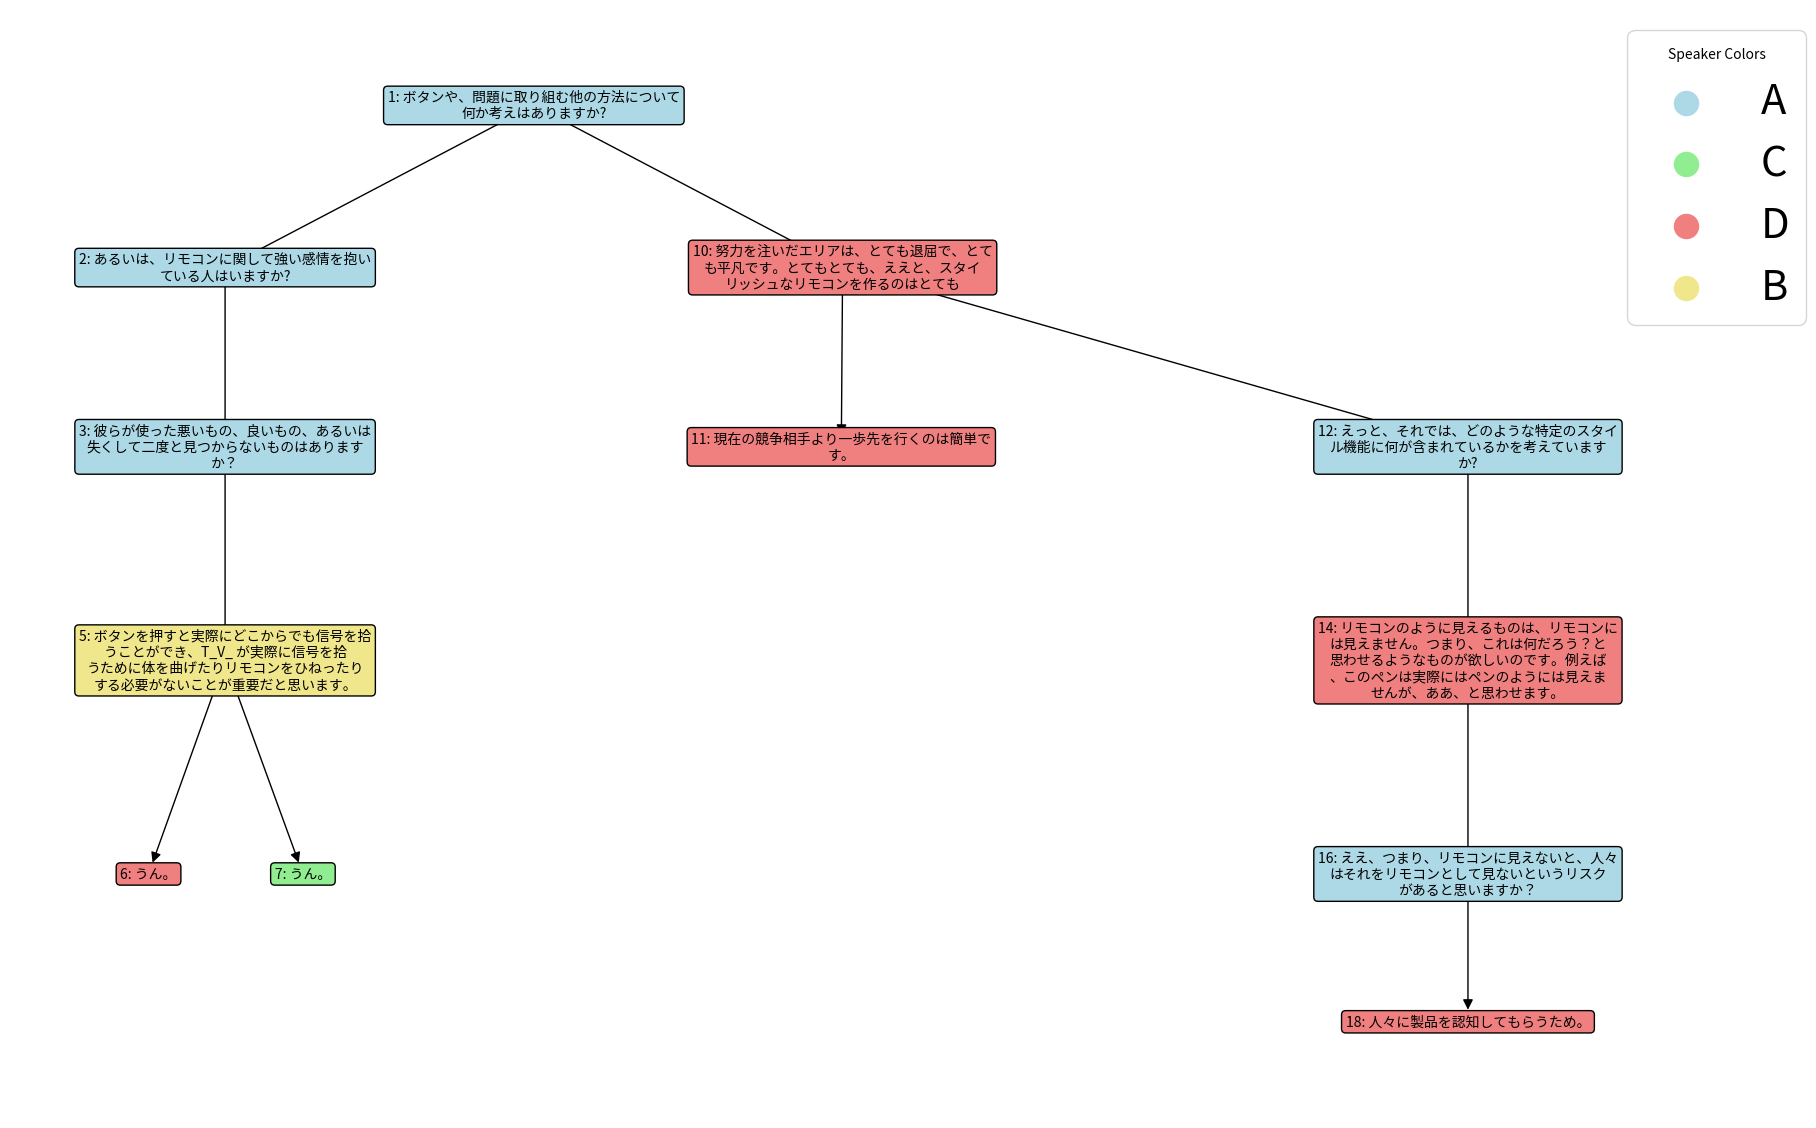 Speaker Colors
A
C
D
B
1: ボタンや、問題に取り組む他の方法について
何か考えはありますか?
2: あるいは、リモコンに関して強い感情を抱い
ている人はいますか?
10: 努力を注いだエリアは、とても退屈で、とて
も平凡です。とてもとても、ええと、スタイ
リッシュなリモコンを作るのはとても
3: 彼らが使った悪いもの、良いもの、あるいは
失くして二度と見つからないものはあります
か？
11: 現在の競争相手より一歩先を行くのは簡単で
す。
12: えっと、それでは、どのような特定のスタイ
ル機能に何が含まれているかを考えています
か?
5: ボタンを押すと実際にどこからでも信号を拾
うことができ、T_V_ が実際に信号を拾
うために体を曲げたりリモコンをひねったり
する必要がないことが重要だと思います。
14: リモコンのように見えるものは、リモコンに
は見えません。つまり、これは何だろう？と
思わせるようなものが欲しいのです。例えば
、このペンは実際にはペンのようには見えま
せんが、ああ、と思わせます。
6: うん。
7: うん。
16: ええ、つまり、リモコンに見えないと、人々
はそれをリモコンとして見ないというリスク
があると思いますか？
18: 人々に製品を認知してもらうため。